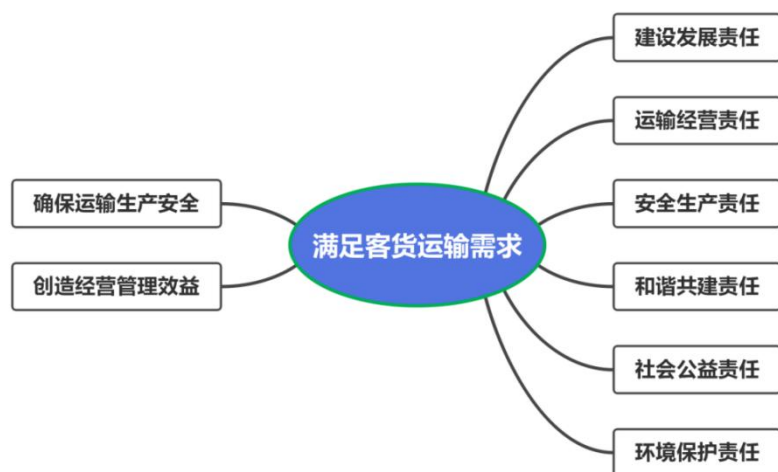 建设发展责任
运输经营责任
确保运输生产安全
安全生产责任
满足客货运输需求
创造经营管理效益
和谐共建责任
社会公益责任
环境保护责任